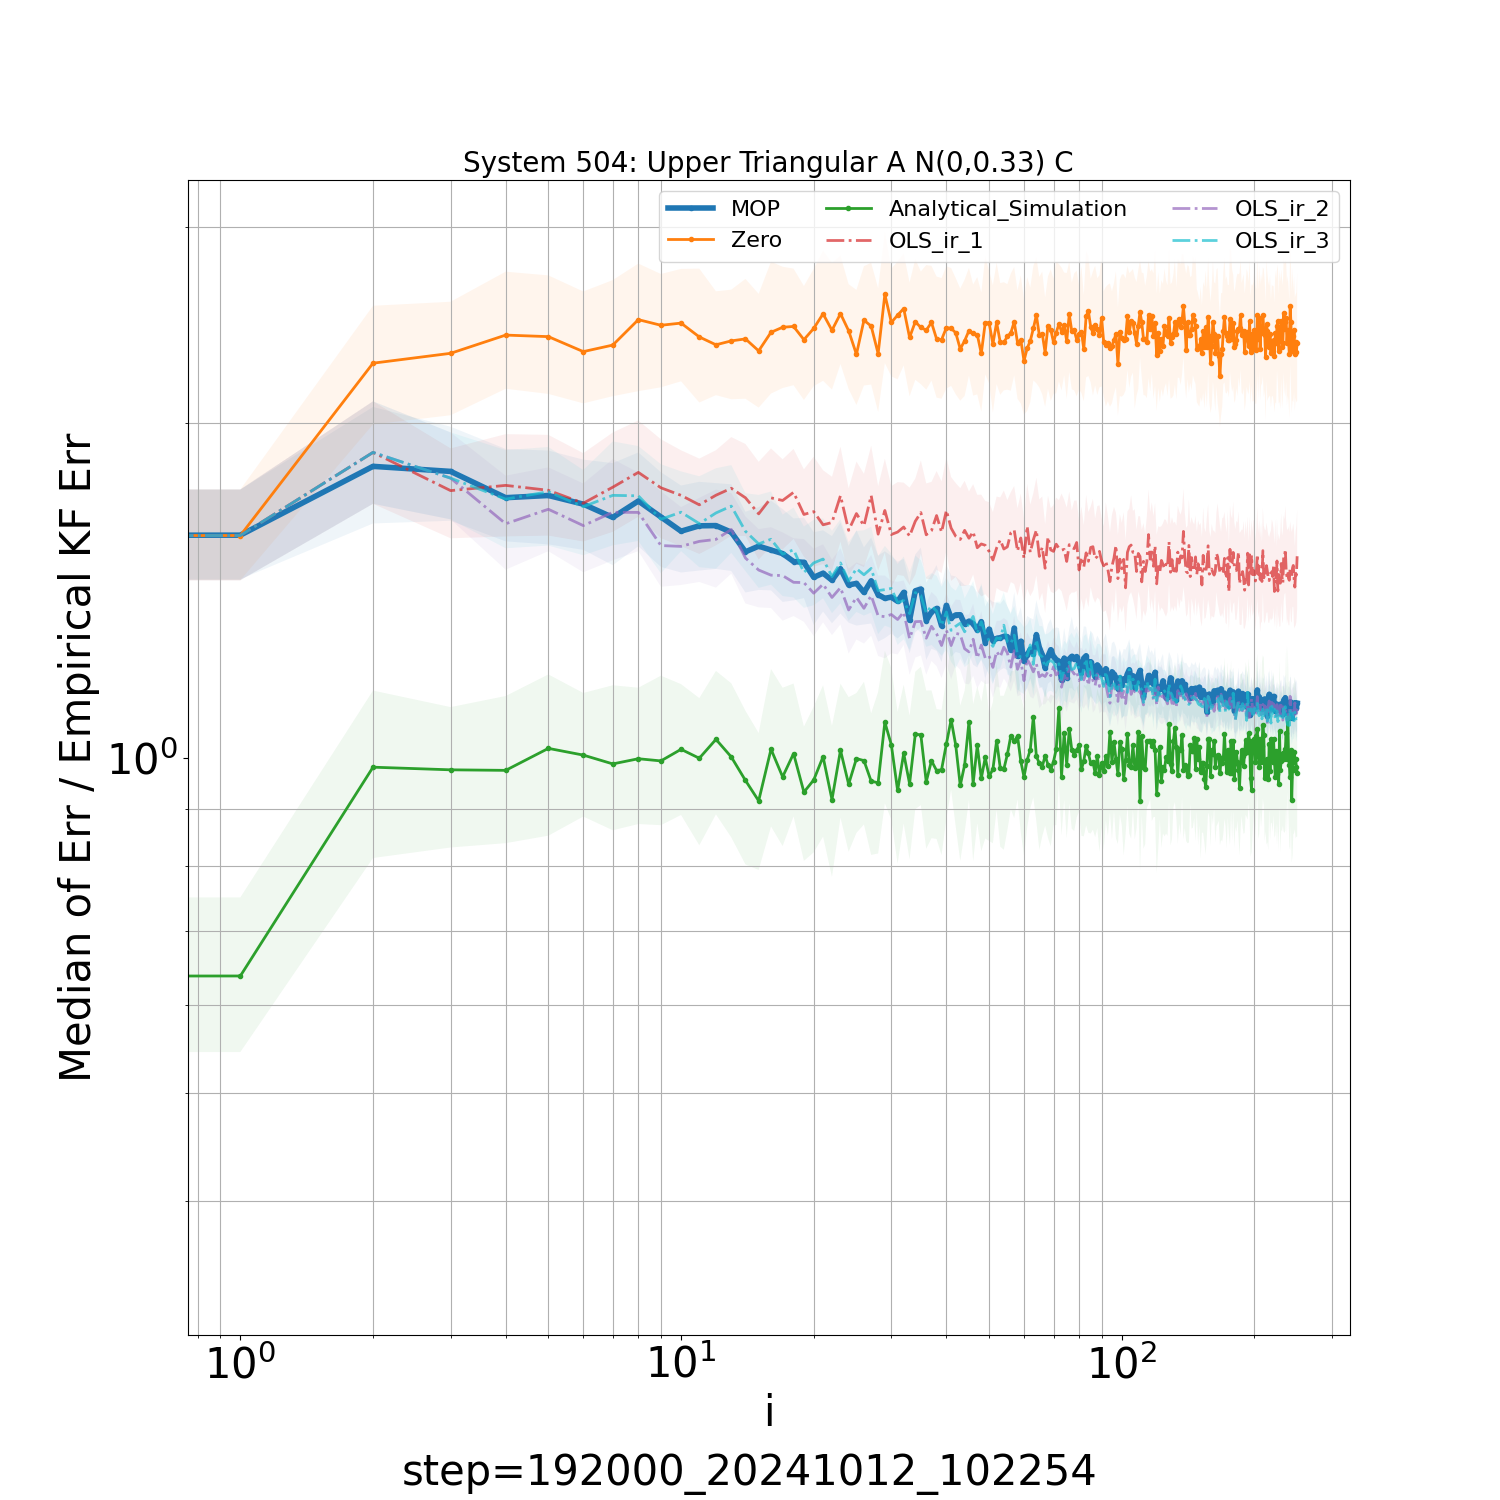 System 504: Upper Triangular A N(0,0.33) C
MOP
Zero
Analytical_Simulation
OLS_ir_1
OLS_ir_2
OLS_ir_3
Median of Err / Empirical KF Err
10⁰
10⁰ 10¹ 10²
i
step=192000_20241012_102254